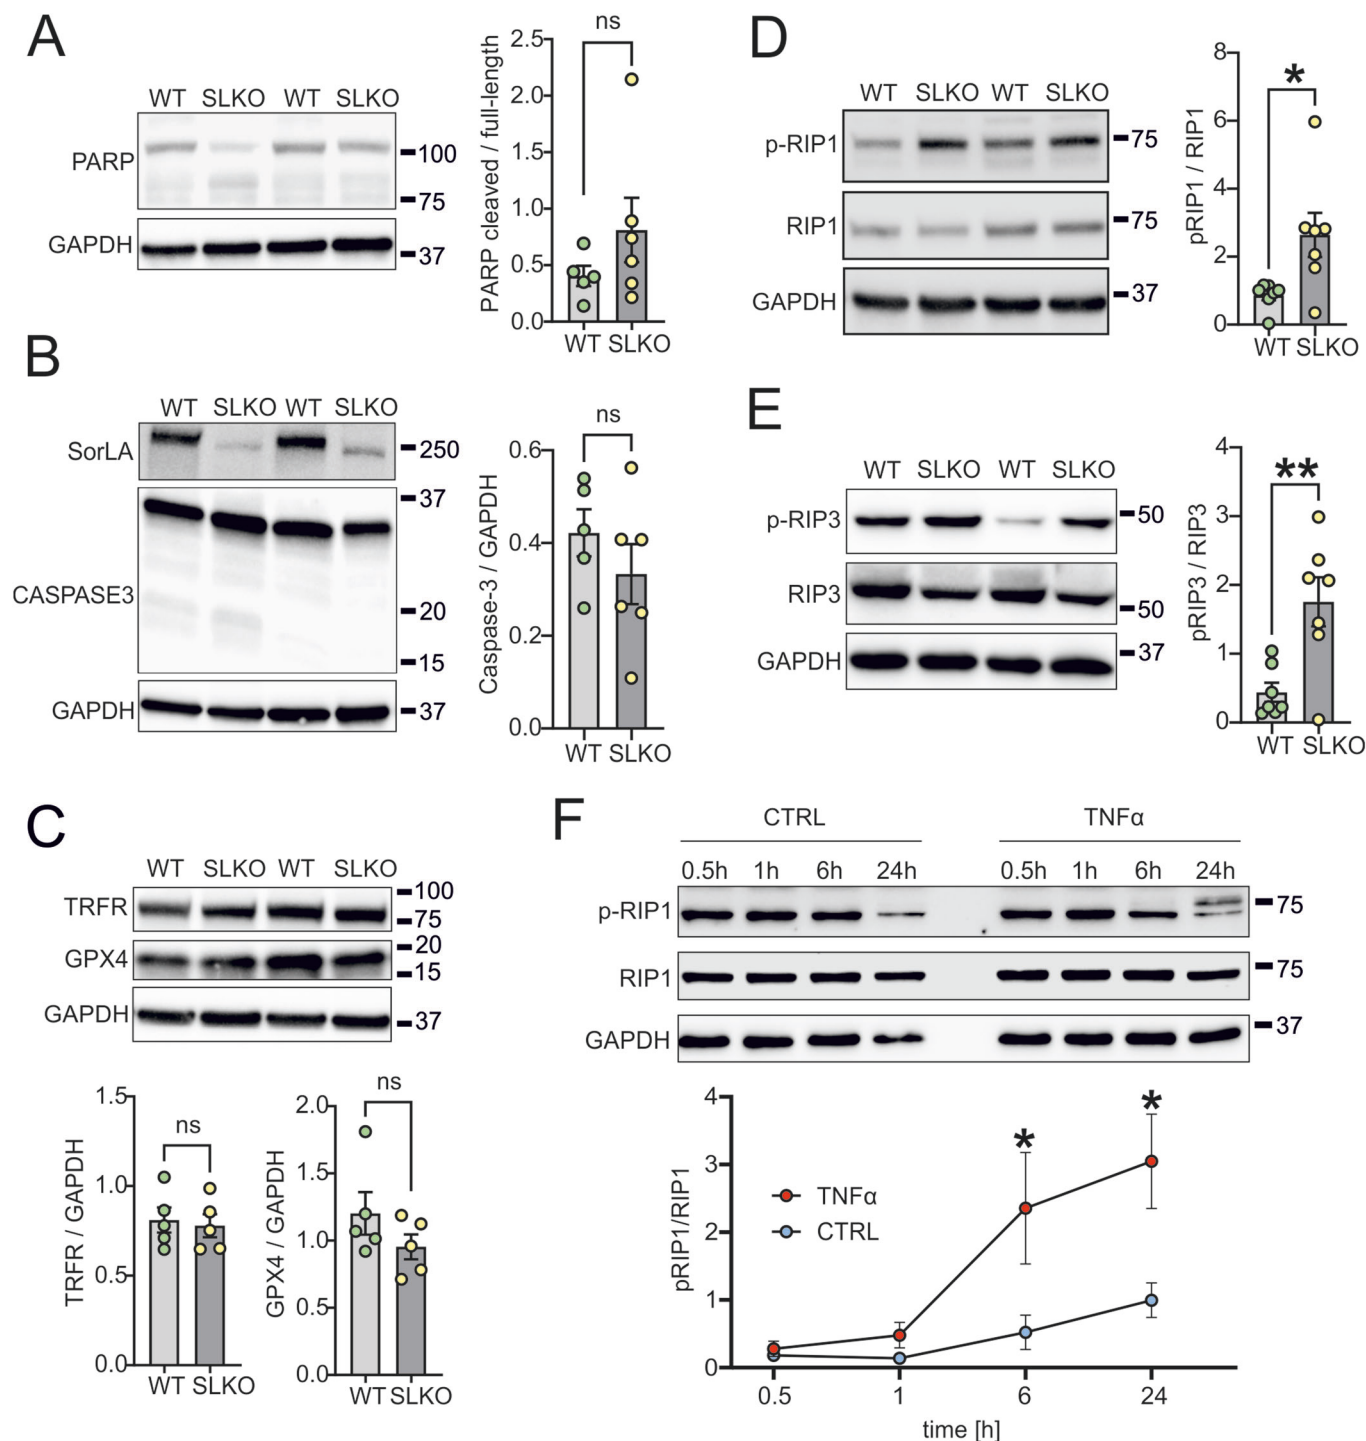 A
WT SLKO WT SLKO
PARP
100
75
GAPDH
37
ns
PARP cleaved / full-length
2.5
2.0
1.5
1.0
0.5
0.0
WT SLKO
B
WT SLKO WT SLKO
SorLA
250
37
CASPASE3
20
15
GAPDH
37
ns
Caspase-3 / GAPDH
0.6
0.4
0.2
0.0
WT SLKO
C
WT SLKO WT SLKO
TRFR
100
75
GPX4
20
15
GAPDH
37
ns
TRFR / GAPDH
1.5
1.0
0.5
0.0
WT SLKO
ns
GPX4 / GAPDH
2.0
1.5
1.0
0.5
0.0
WT SLKO
D
WT SLKO WT SLKO
p-RIP1
75
RIP1
75
GAPDH
37
*
pRIP1 / RIP1
8
6
4
2
0
WT SLKO
E
WT SLKO WT SLKO
p-RIP3
50
RIP3
50
GAPDH
37
**
pRIP3 / RIP3
4
3
2
1
0
WT SLKO
F
CTRL TNFα
0.5h 1h 6h 24h 0.5h 1h 6h 24h
p-RIP1
75
RIP1
75
GAPDH
37
pRIP1/RIP1
4
3
2
1
0
* *
TNFα
CTRL
0.5 1 6 24
time [h]